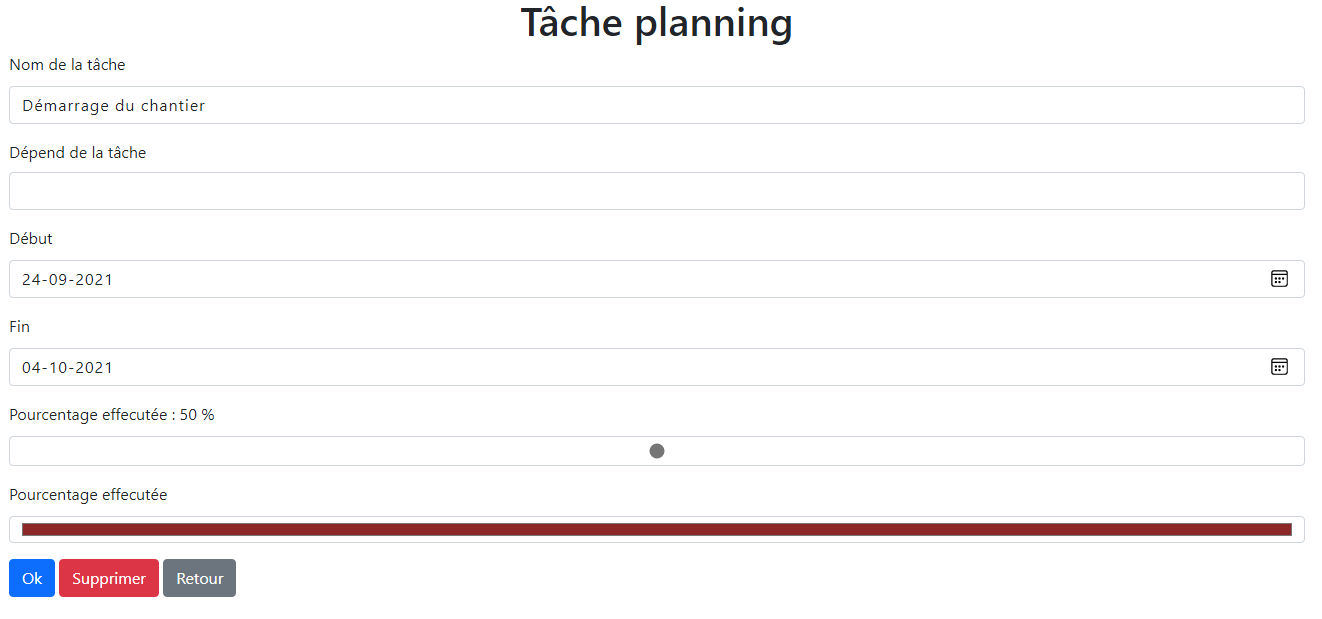 Tâche planning
Nom de la tâche
Démarrage du chantier
Dépend de la tâche
Début
24-09-2021
Fin
04-10-2021
Pourcentage effecutée : 50 %
Pourcentage effecutée
Ok Supprimer Retour